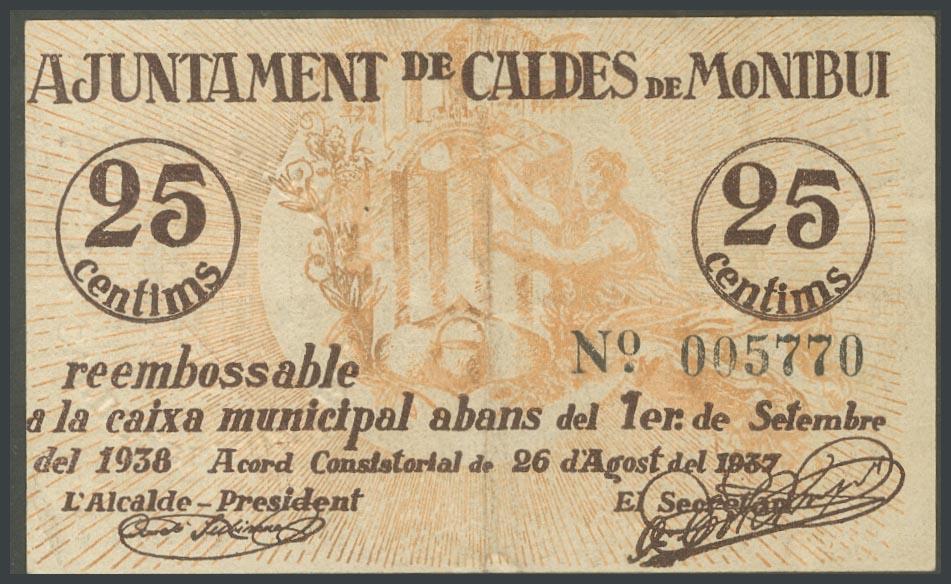 AJUNTAMENT DE CALDES DE MONTBUI
25 centims
25 centims
Nº. 005770
reembossable
a la caixa municipal abans del 1er. de Setembre
del 1938 Acord Consistorial de 26 d'Agost del 1937
L'Alcalde-President El Secretari